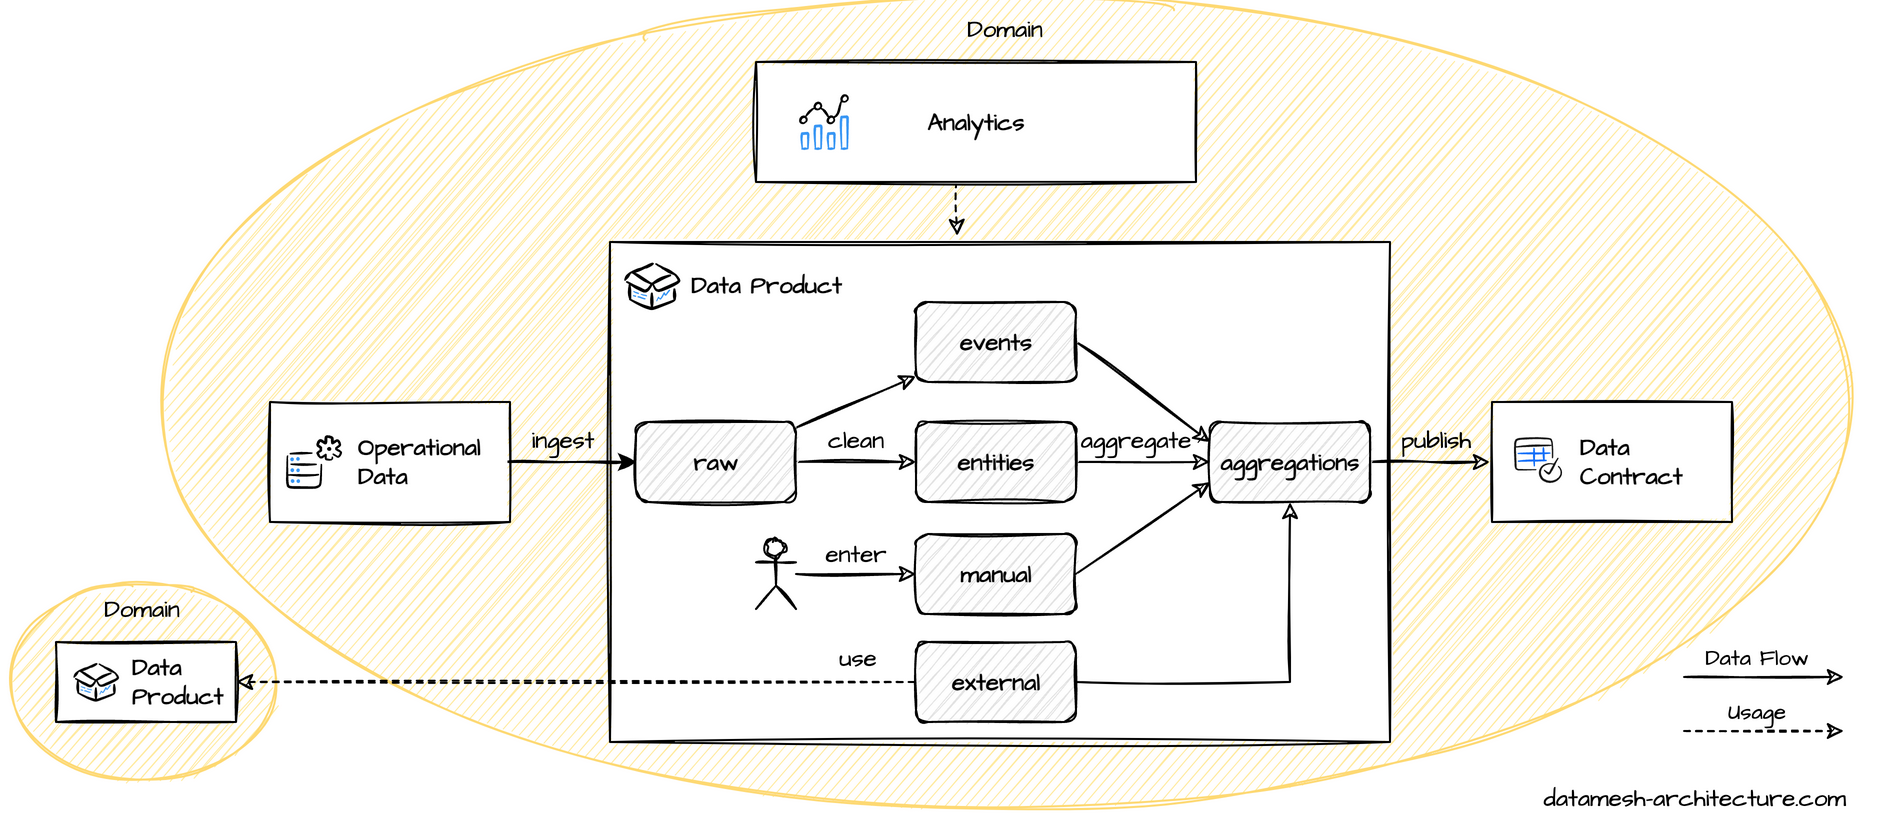 Domain
Analytics
Data Product
events
Operational
Data
ingest
raw
clean
entities
aggregate
aggregations
publish
Data
Contract
enter
manual
use
external
Domain
Data
Product
Data Flow
Usage
datamesh-architecture.com